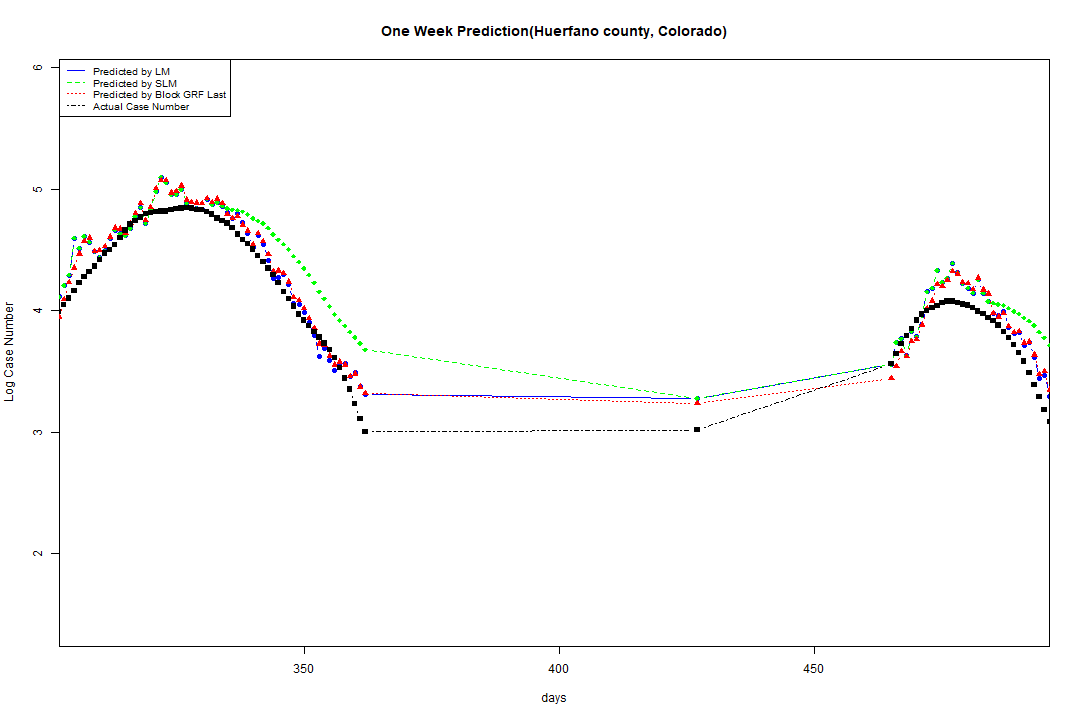 One Week Prediction(Huerfano county, Colorado)
Predicted by LM
Predicted by SLM
Predicted by Block GRF Last
Actual Case Number
6
5
4
3
2
Log Case Number
350
400
450
days